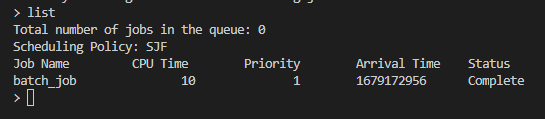 > list
Total number of jobs in the queue: 0
Scheduling Policy: SJF
Job Name CPU Time Priority Arrival Time Status
batch_job 10 1 1679172956 Complete
>